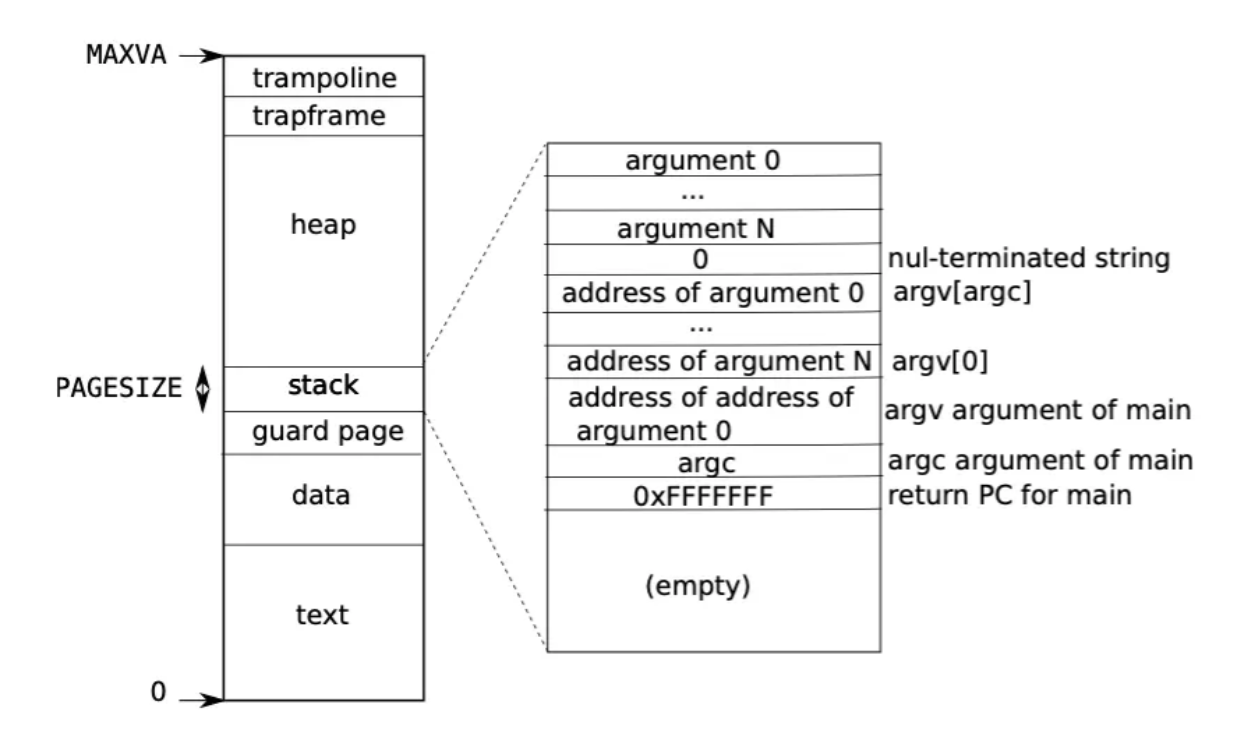 MAXVA
trampoline
trapframe
heap
PAGESIZE
stack
guard page
data
text
0
argument 0
...
argument N
0 nul-terminated string
address of argument 0 argv[argc]
...
address of argument N argv[0]
address of address of
argument 0
argv argument of main
argc argc argument of main
0xFFFFFFF return PC for main
(empty)